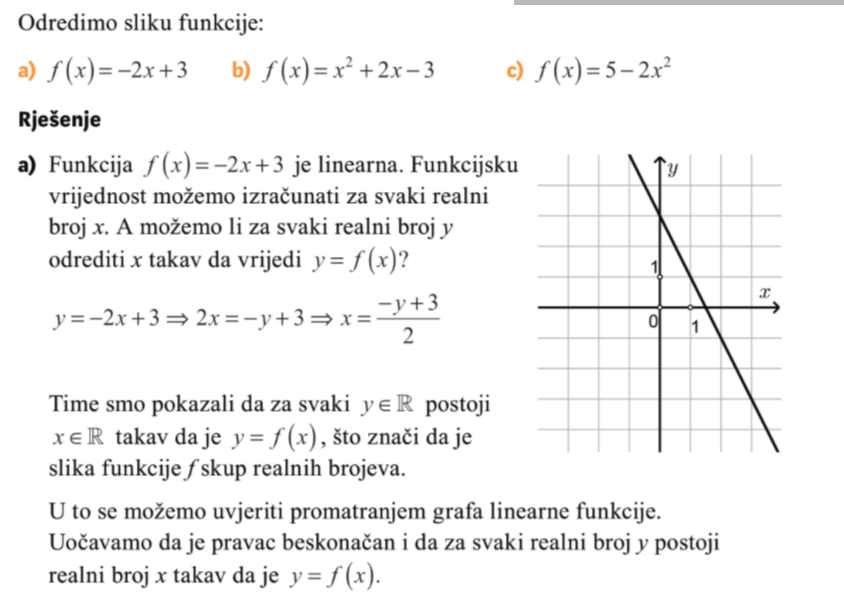 Odredimo sliku funkcije:
a) f(x)=−2x+3 b) f(x)=x²+2x−3 c) f(x)=5−2x²
Rješenje
a) Funkcija f(x)=−2x+3 je linearna. Funkcijsku
vrijednost možemo izračunati za svaki realni
broj x. A možemo li za svaki realni broj y
odrediti x takav da vrijedi y=f(x)?
y=−2x+3⇒2x=−y+3⇒x=(−y+3)/2
y
1
x
0
1
Time smo pokazali da za svaki y∈ℝ postoji
x∈ℝ takav da je y=f(x), što znači da je
slika funkcije f skup realnih brojeva.
U to se možemo uvjeriti promatranjem grafa linearne funkcije.
Uočavamo da je pravac beskonačan i da za svaki realni broj y postoji
realni broj x takav da je y=f(x).